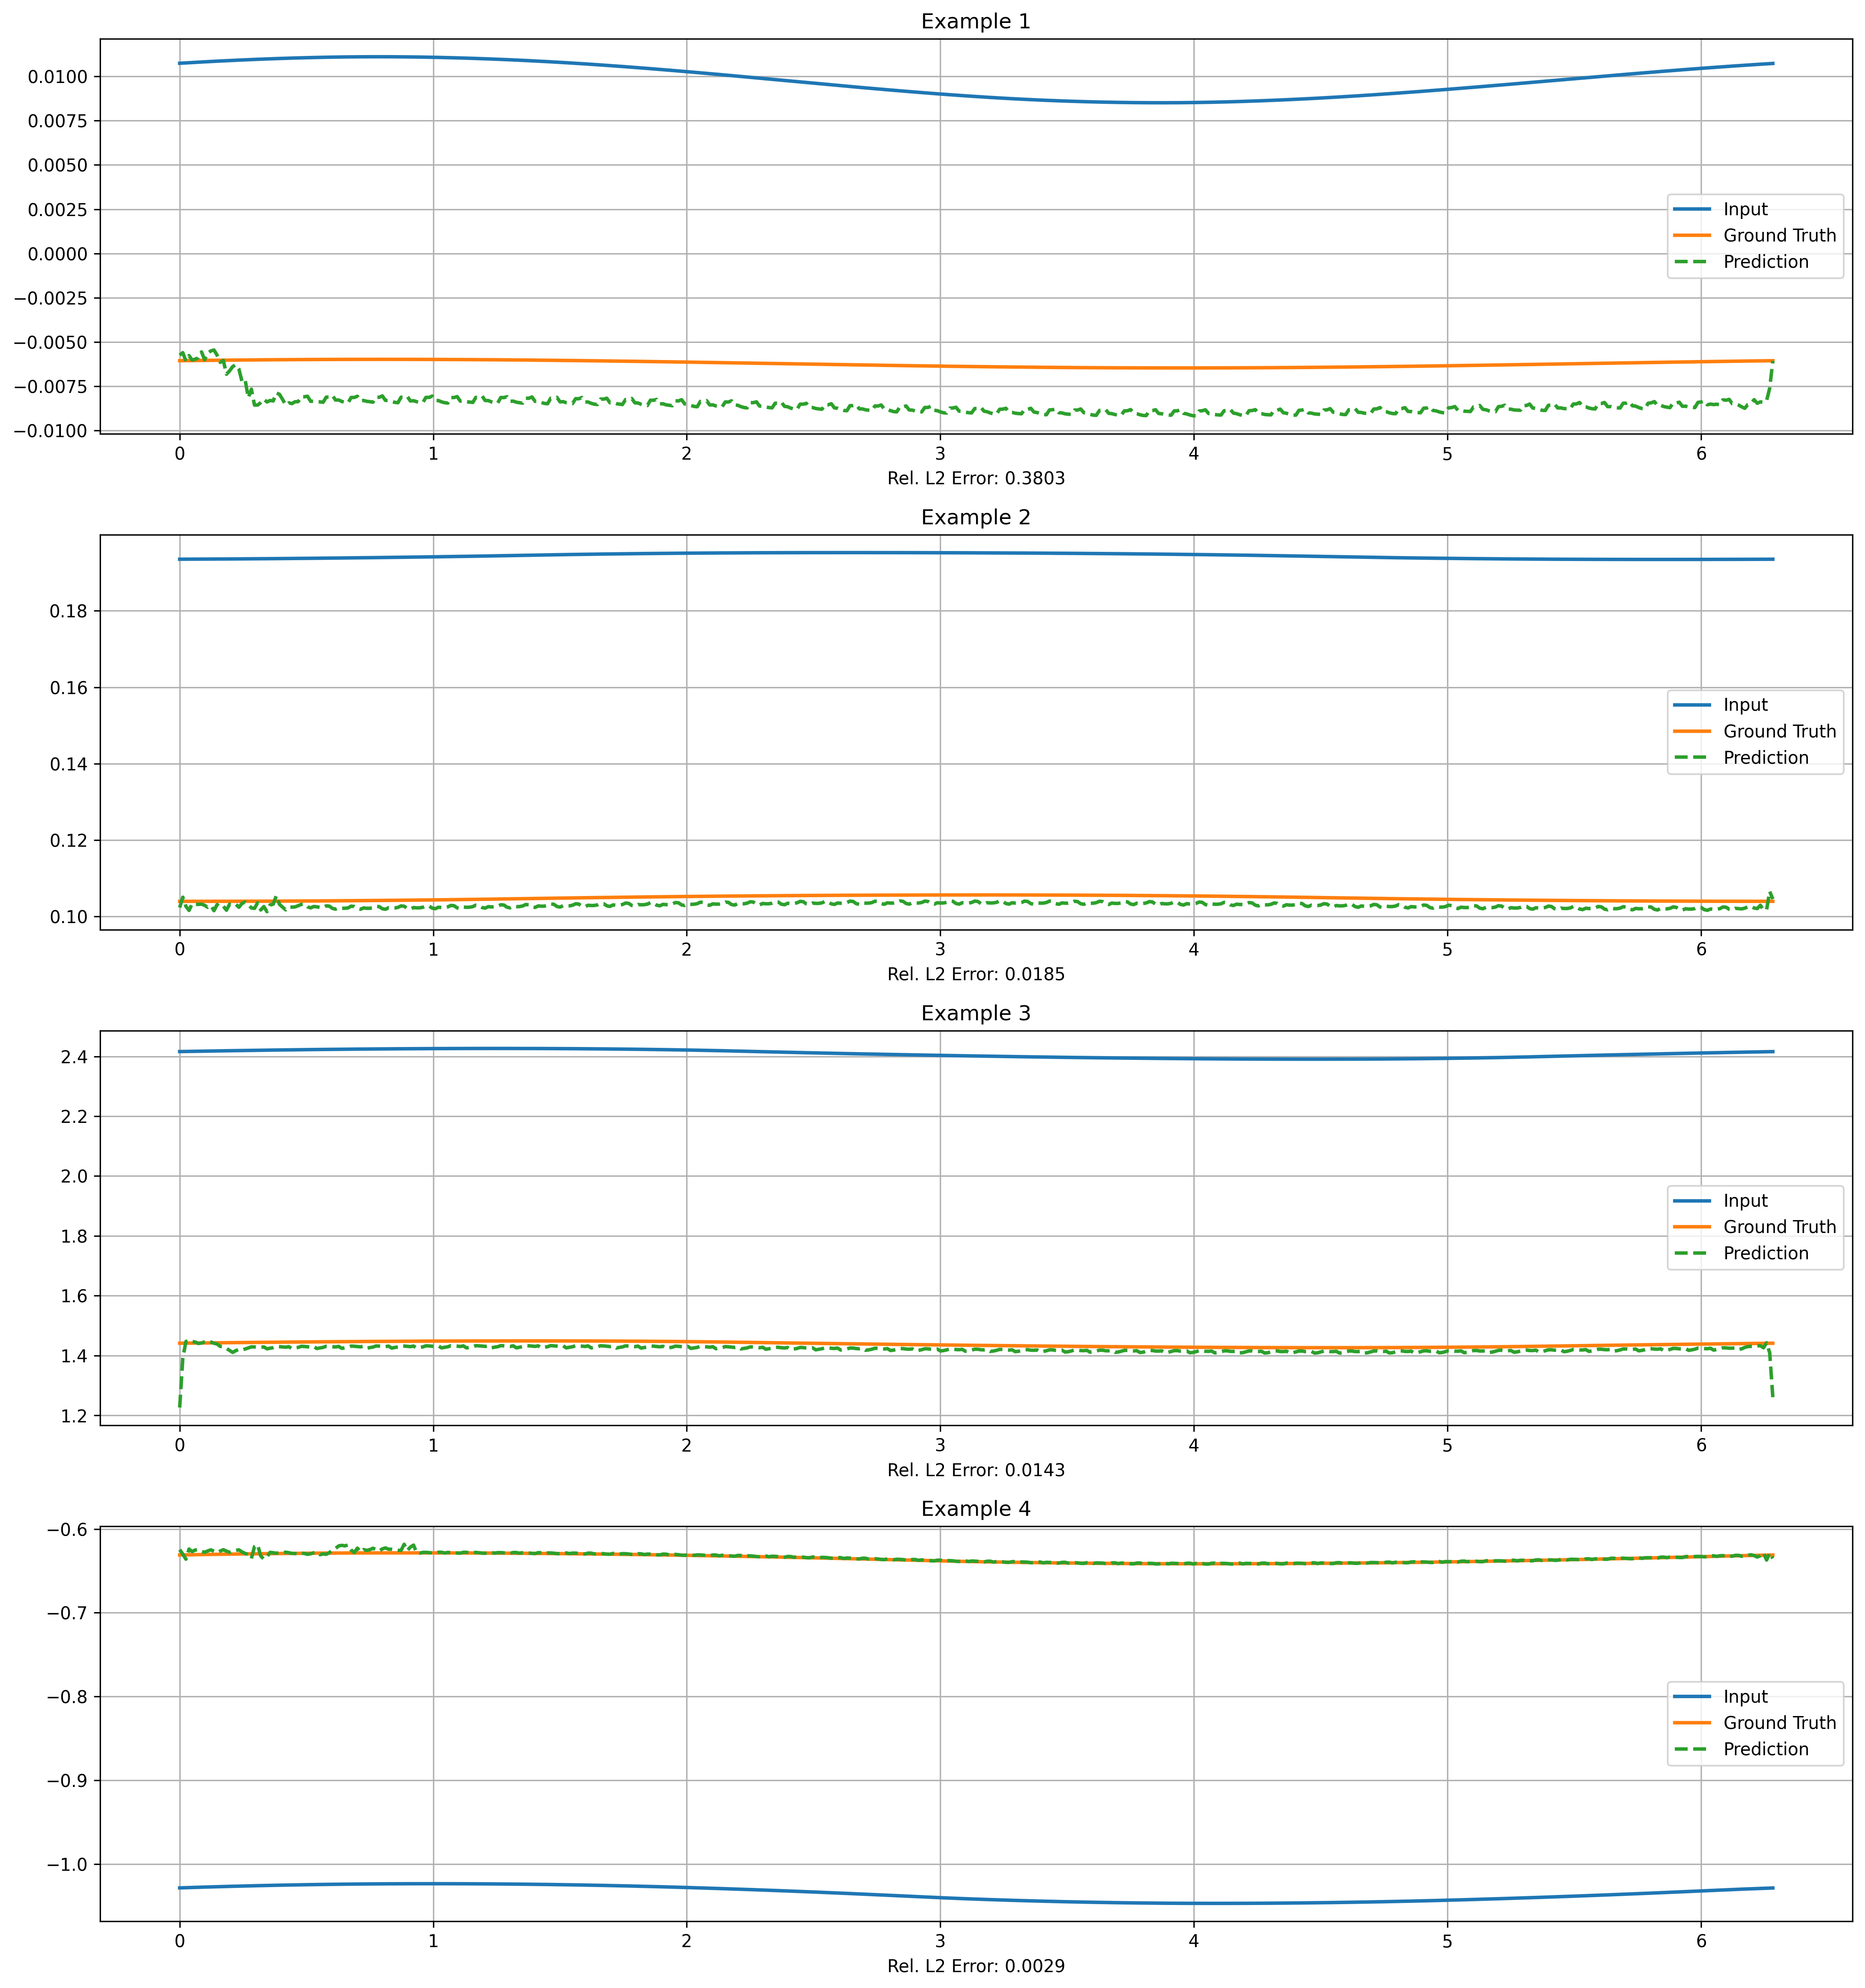 Example 1
0.0100
0.0075
0.0050
0.0025
0.0000
−0.0025
−0.0050
−0.0075
−0.0100
Input
Ground Truth
Prediction
0 1 2 3 4 5 6
Rel. L2 Error: 0.3803
Example 2
0.18
0.16
0.14
0.12
0.10
Input
Ground Truth
Prediction
0 1 2 3 4 5 6
Rel. L2 Error: 0.0185
Example 3
2.4
2.2
2.0
1.8
1.6
1.4
1.2
Input
Ground Truth
Prediction
0 1 2 3 4 5 6
Rel. L2 Error: 0.0143
Example 4
−0.6
−0.7
−0.8
−0.9
−1.0
Input
Ground Truth
Prediction
0 1 2 3 4 5 6
Rel. L2 Error: 0.0029